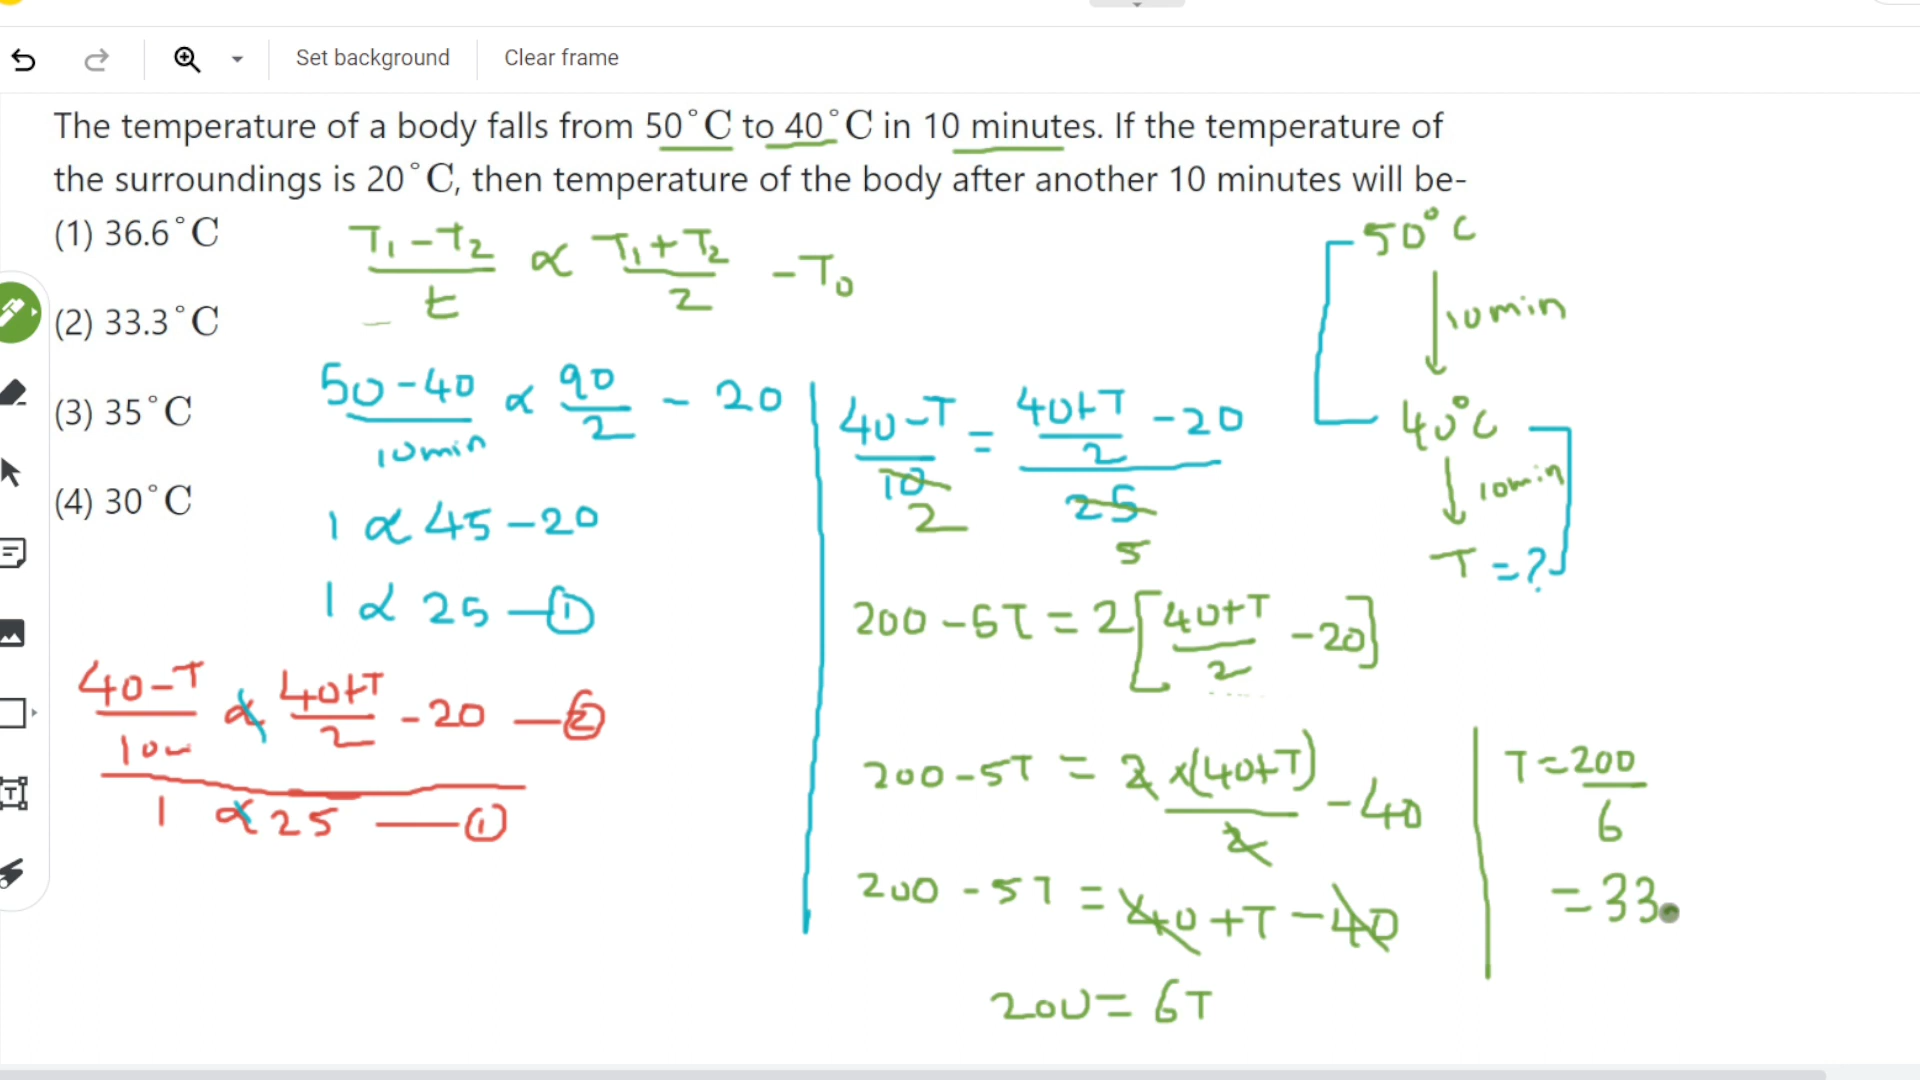 Set background
Clear frame
The temperature of a body falls from 50°C to 40°C in 10 minutes. If the temperature of
the surroundings is 20°C, then temperature of the body after another 10 minutes will be-
(1) 36.6°C
(2) 33.3°C
(3) 35°C
(4) 30°C
(T₁ - T₂)/t ∝ (T₁ + T₂)/2 - T₀
(50 - 40)/10min ∝ 90/2 - 20
1 ∝ 45 - 20
1 ∝ 25 — ①
(40 - T)/10 ∝ (40+T)/2 - 20 — ②
1 ∝ 25 — ①
(40 - T)/10 = ((40+T)/2 - 20)/25
2
5
200 - 5T = 2[(40+T)/2 - 20]
200 - 5T = 2 × (40+T)/2 - 40
200 - 5T = 40 + T - 40
200 = 6T
50°C
10min
40°C
10min
T = ?
T = 200/6
= 33.